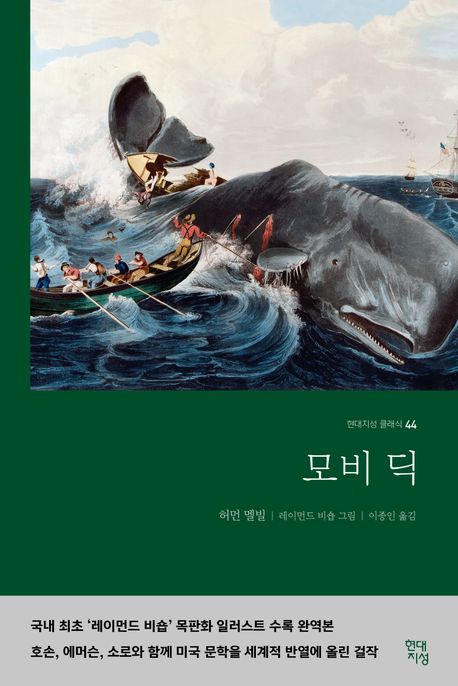 현대지성 클래식 44
모비 딕
허먼 멜빌 | 레이먼드 비숍 그림 | 이종인 옮김
국내 최초 ‘레이먼드 비숍’ 목판화 일러스트 수록 완역본
호손, 에머슨, 소로와 함께 미국 문학을 세계적 반열에 올린 걸작
현대
지성